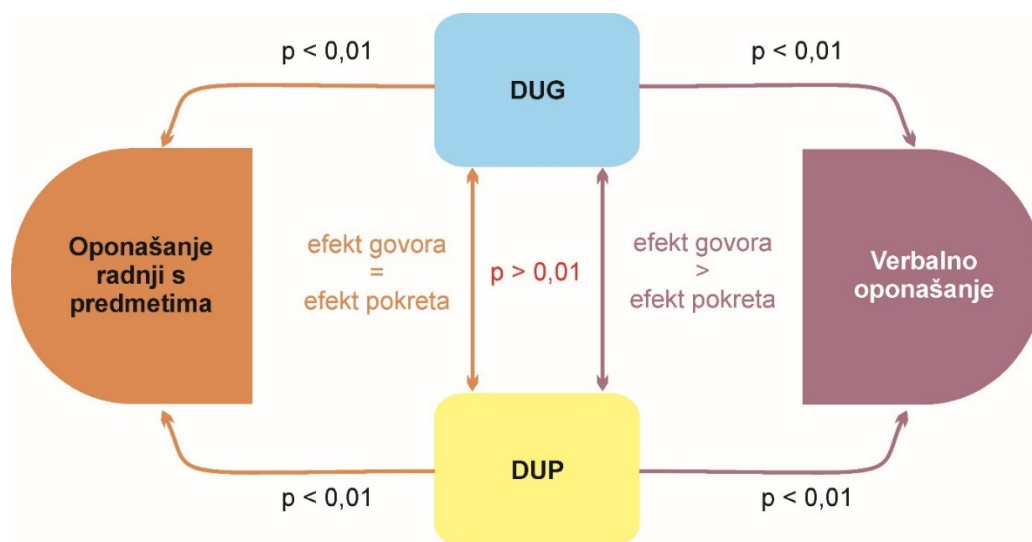 p < 0,01
p < 0,01
DUG
Oponašanje
radnji s
predmetima
efekt govora
=
efekt pokreta
p > 0,01
efekt govora
>
efekt pokreta
Verbalno
oponašanje
DUP
p < 0,01
p < 0,01